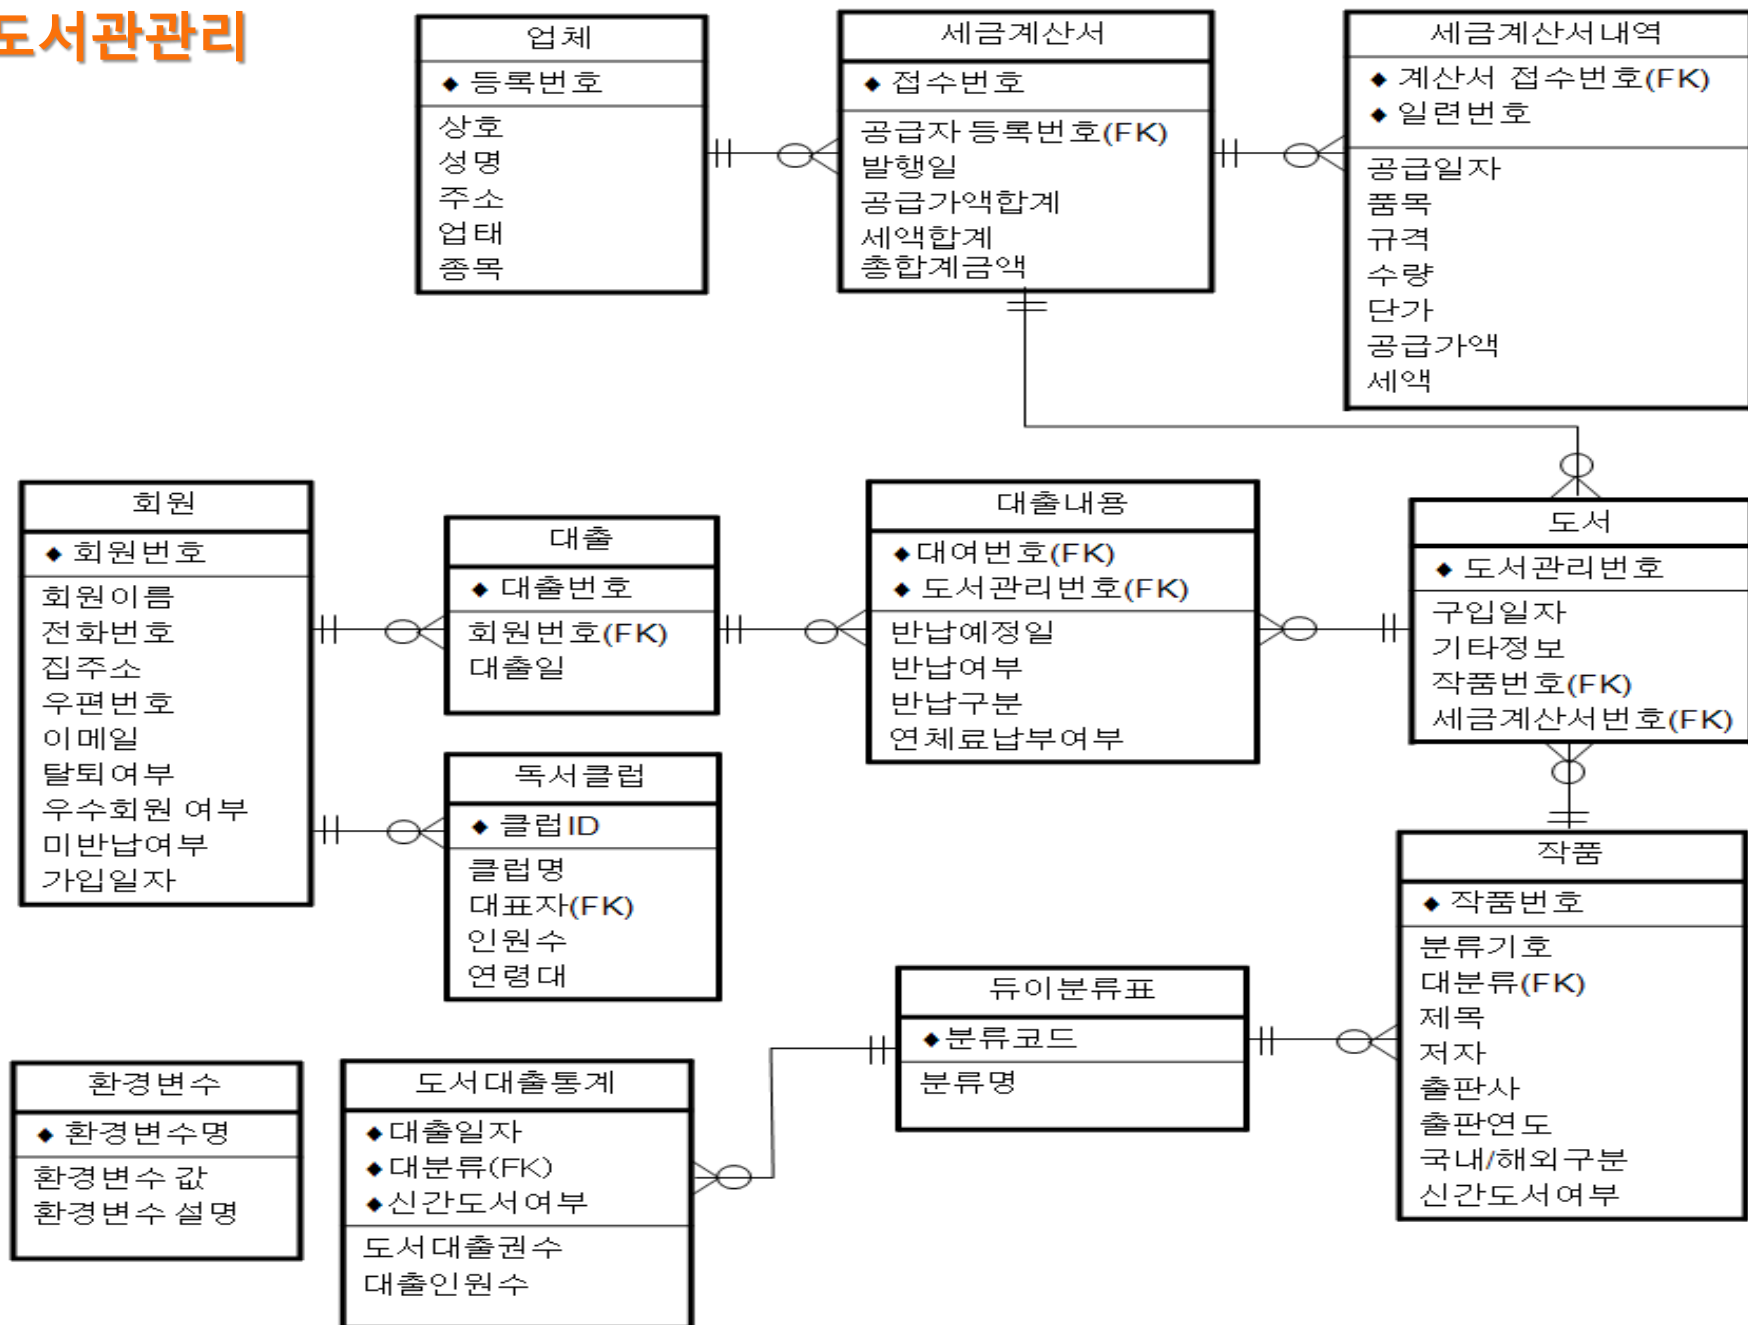 도서관관리
업체
◆ 등록번호
상호
성명
주소
업태
종목
세금계산서
◆ 접수번호
공급자 등록번호(FK)
발행일
공급가액합계
세액합계
총합계금액
세금계산서내역
◆ 계산서 접수번호(FK)
◆ 일련번호
공급일자
품목
규격
수량
단가
공급가액
세액
회원
◆ 회원번호
회원이름
전화번호
집주소
우편번호
이메일
탈퇴여부
우수회원 여부
미반납여부
가입일자
대출
◆ 대출번호
회원번호(FK)
대출일
대출내용
◆대여번호(FK)
◆ 도서관리번호(FK)
반납예정일
반납여부
반납구분
연체료납부여부
도서
◆ 도서관리번호
구입일자
기타정보
작품번호(FK)
세금계산서번호(FK)
독서클럽
◆ 클럽ID
클럽명
대표자(FK)
인원수
연령대
작품
◆ 작품번호
분류기호
대분류(FK)
제목
저자
출판사
출판연도
국내/해외구분
신간도서여부
듀이분류표
◆분류코드
분류명
환경변수
◆ 환경변수명
환경변수 값
환경변수 설명
도서대출통계
◆대출일자
◆대분류(FK)
◆신간도서여부
도서대출권수
대출인원수